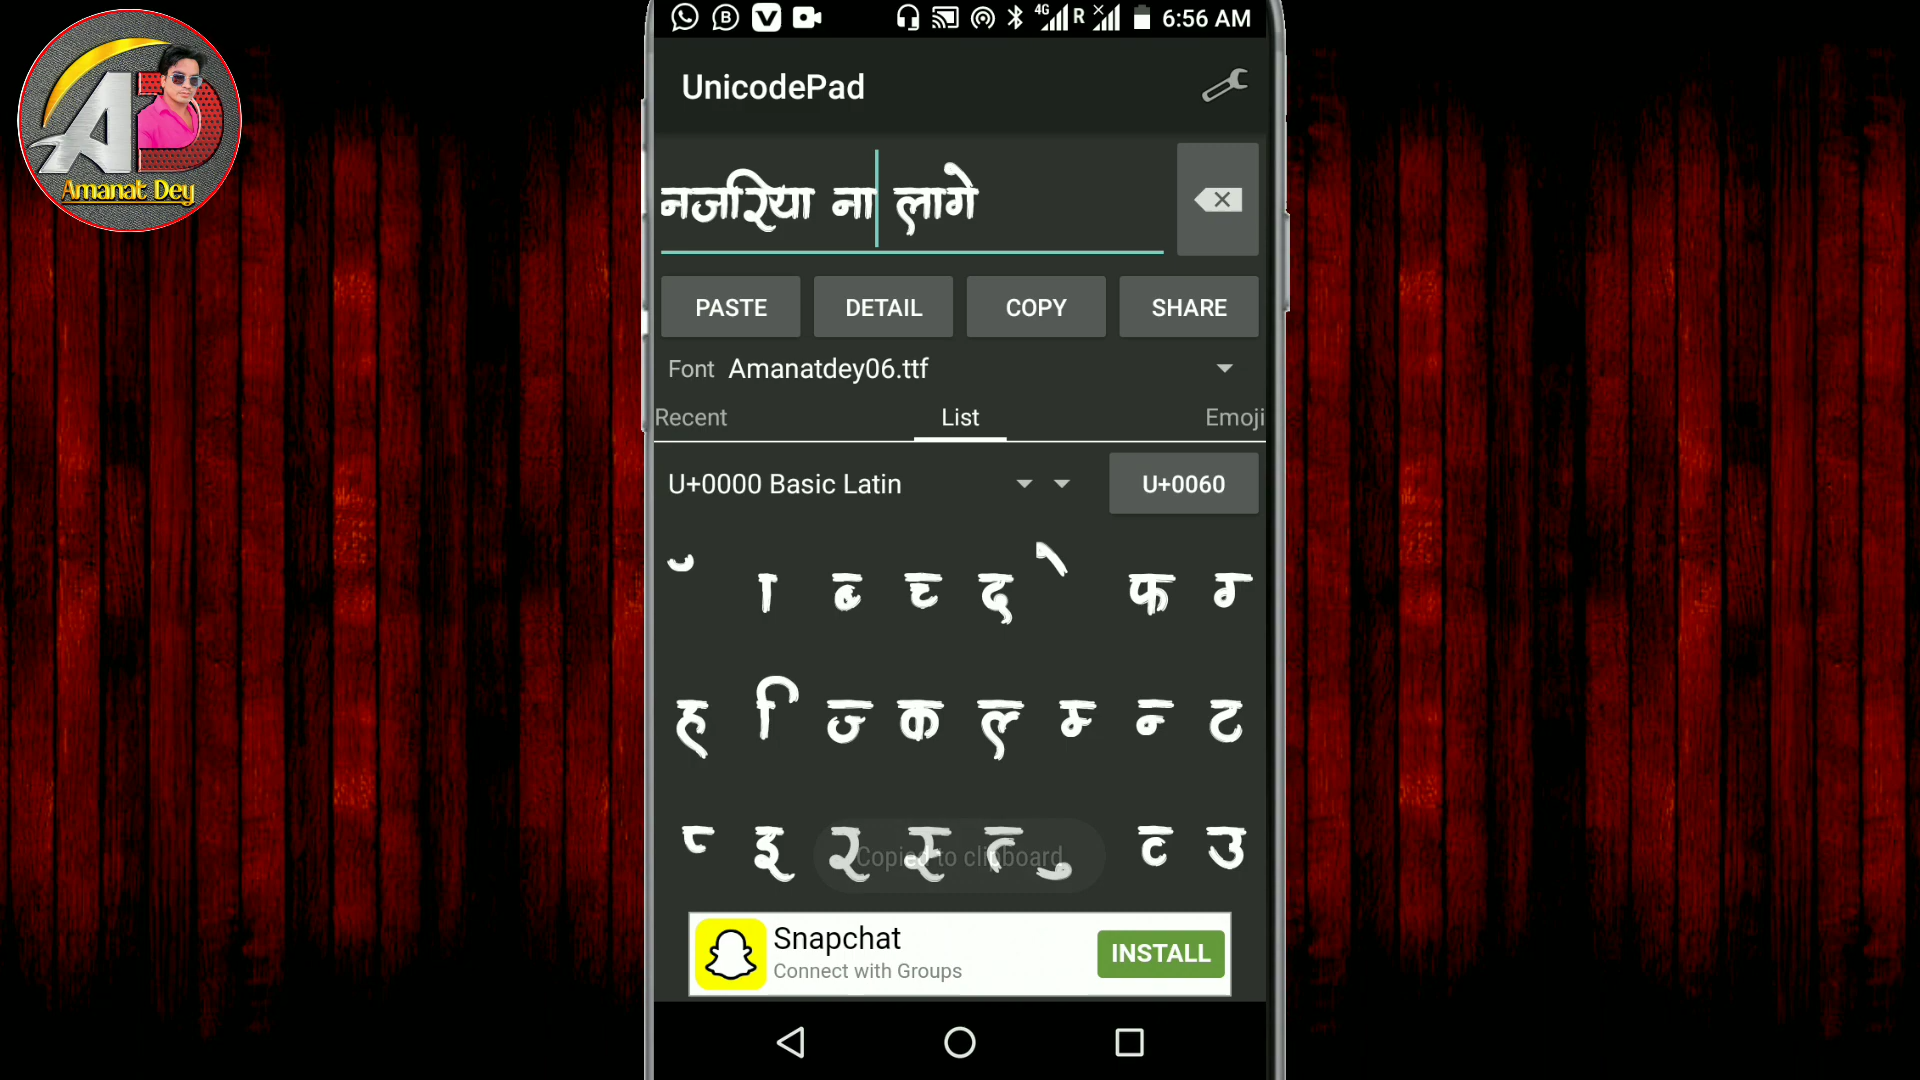 Amanat Dey
4G R 6:56 AM
UnicodePad
नजरिया ना लागे
PASTE DETAIL COPY SHARE
Font Amanatdey06.ttf
Recent List Emoji
U+0000 Basic Latin U+0060
ॅ ा ब्र च्च द े फ ग
ह ि ज क ल म्न न्न ट
इ र स्र त ु व्व उ
Copied to clipboard
Snapchat
Connect with Groups
INSTALL